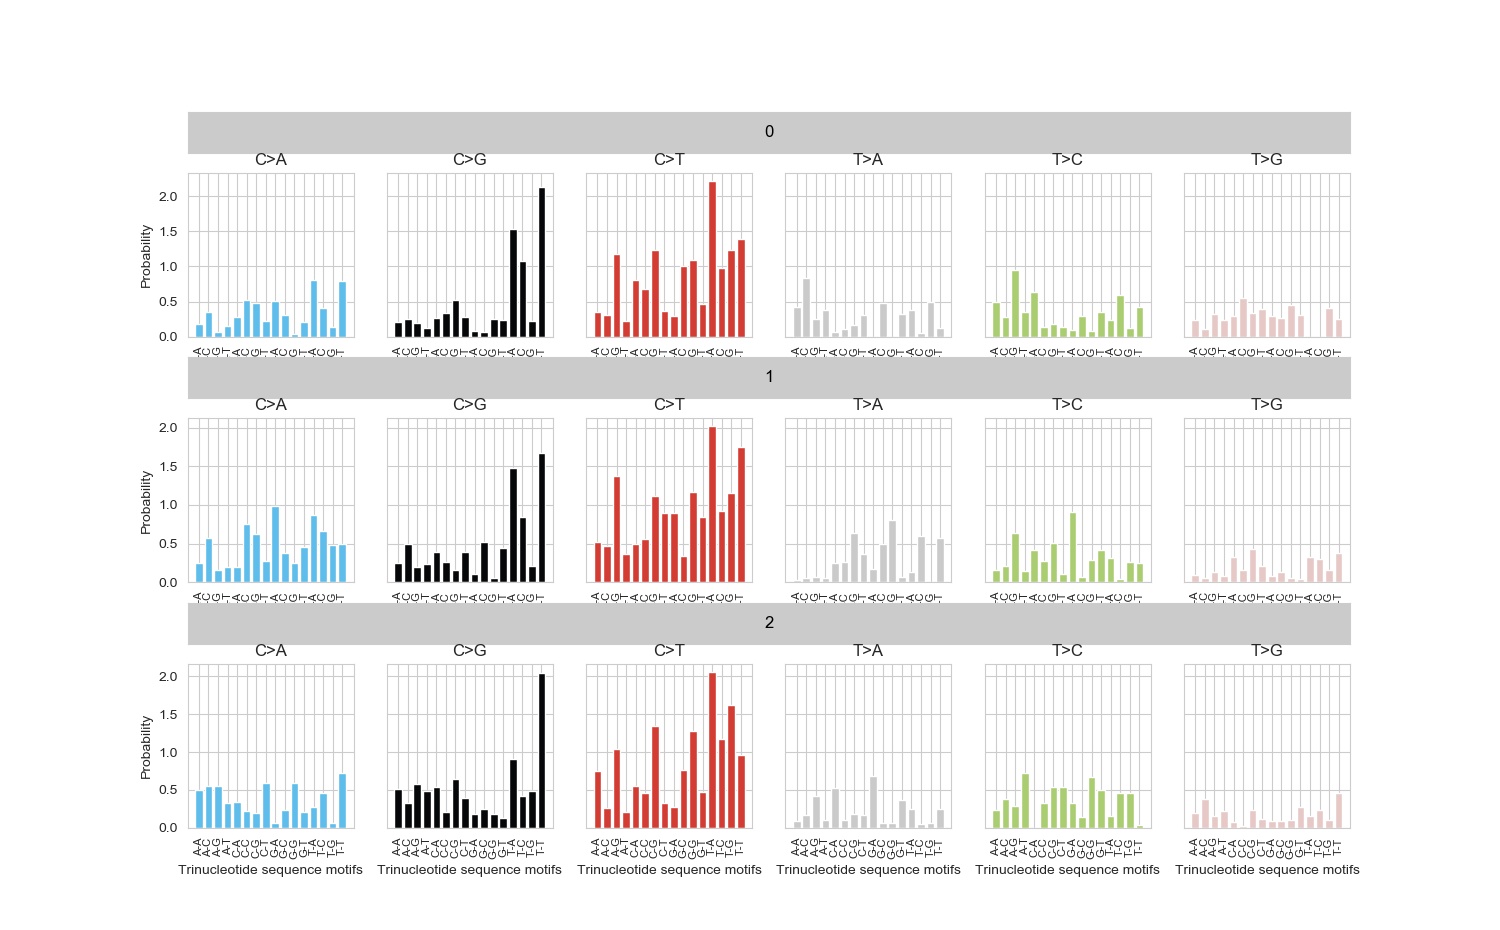 0
C>A C>G C>T T>A T>C T>G
Probability
2.0
1.5
1.0
0.5
0.0
-A -C -G -T -A -C -G -T -A -C -G -T -A -C -G -T -A -C -G -T -A -C -G -T -A -C -G -T -A -C -G -T -A -C -G -T -A -C -G -T -A -C -G -T -A -C -G -T -A -C -G -T -A -C -G -T -A -C -G -T -A -C -G -T -A -C -G -T -A -C -G -T -A -C -G -T -A -C -G -T -A -C -G -T -A -C -G -T -A -C -G -T -A -C -G -T
1
C>A C>G C>T T>A T>C T>G
Probability
2.0
1.5
1.0
0.5
0.0
-A -C -G -T -A -C -G -T -A -C -G -T -A -C -G -T -A -C -G -T -A -C -G -T -A -C -G -T -A -C -G -T -A -C -G -T -A -C -G -T -A -C -G -T -A -C -G -T -A -C -G -T -A -C -G -T -A -C -G -T -A -C -G -T -A -C -G -T -A -C -G -T -A -C -G -T -A -C -G -T -A -C -G -T -A -C -G -T -A -C -G -T -A -C -G -T
2
C>A C>G C>T T>A T>C T>G
Probability
2.0
1.5
1.0
0.5
0.0
A-A A-C A-G A-T C-A C-C C-G C-T G-A G-C G-G G-T T-A T-C T-G T-T A-A A-C A-G A-T C-A C-C C-G C-T G-A G-C G-G G-T T-A T-C T-G T-T A-A A-C A-G A-T C-A C-C C-G C-T G-A G-C G-G G-T T-A T-C T-G T-T A-A A-C A-G A-T C-A C-C C-G C-T G-A G-C G-G G-T T-A T-C T-G T-T A-A A-C A-G A-T C-A C-C C-G C-T G-A G-C G-G G-T T-A T-C T-G T-T A-A A-C A-G A-T C-A C-C C-G C-T G-A G-C G-G G-T T-A T-C T-G T-T
Trinucleotide sequence motifs Trinucleotide sequence motifs Trinucleotide sequence motifs Trinucleotide sequence motifs Trinucleotide sequence motifs Trinucleotide sequence motifs